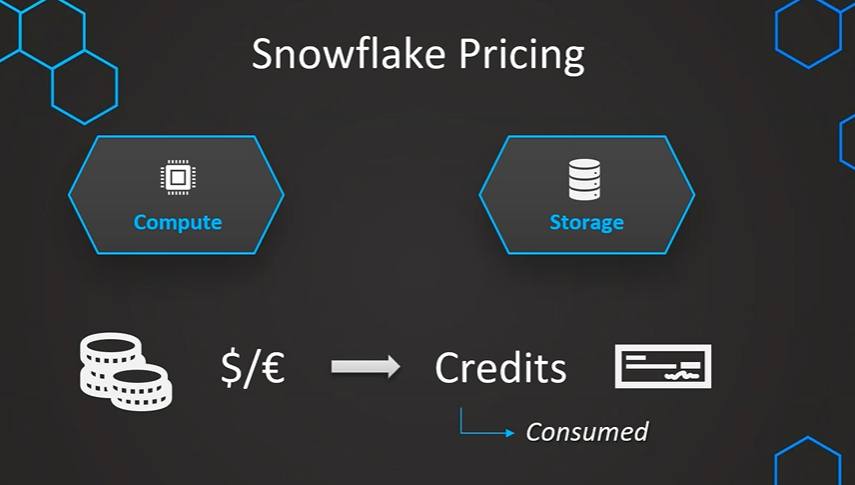 Snowflake Pricing
Compute
Storage
$/€
Credits
Consumed